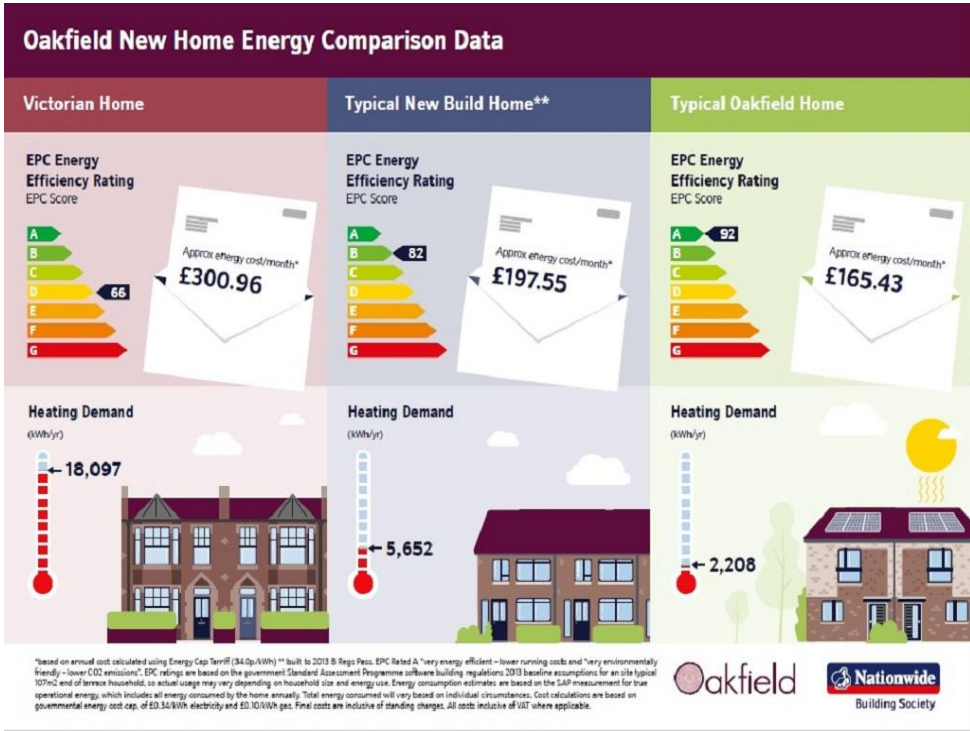 Oakfield New Home Energy Comparison Data
Victorian Home
Typical New Build Home**
Typical Oakfield Home
EPC Energy
Efficiency Rating
EPC Score
A
B
C
D
E
F
G
66
Approx energy cost/month*
£300.96
EPC Energy
Efficiency Rating
EPC Score
A
B
C
D
E
F
G
82
Approx energy cost/month*
£197.55
EPC Energy
Efficiency Rating
EPC Score
A
B
C
D
E
F
G
92
Approx energy cost/month*
£165.43
Heating Demand
(kWh/yr)
18,097
Heating Demand
(kWh/yr)
5,652
Heating Demand
(kWh/yr)
2,208
*based on annual cost calculated using Energy Cap Tarriff (34.0p/kWh) ** built to 2013 B Regs Pass. EPC Rated A "very energy efficient – lower running costs and "very environmentally
friendly – lower CO2 emissions". EPC ratings are based on the government Standard Assessment Programme software building regulations 2013 baseline assumptions for an site typical
107m2 end of terrace household, so actual usage may vary depending on household size and energy use. Energy consumption estimates are based on the SAP measurement for true
operational energy, which includes all energy consumed by the home annually. Total energy consumed will vary based on individual circumstances. Cost calculations are based on
governmental energy cost cap, of £0.34/kWh electricity and £0.10/kWh gas. Final costs are inclusive of standing charges. All costs inclusive of VAT where applicable.
Oakfield
Nationwide
Building Society